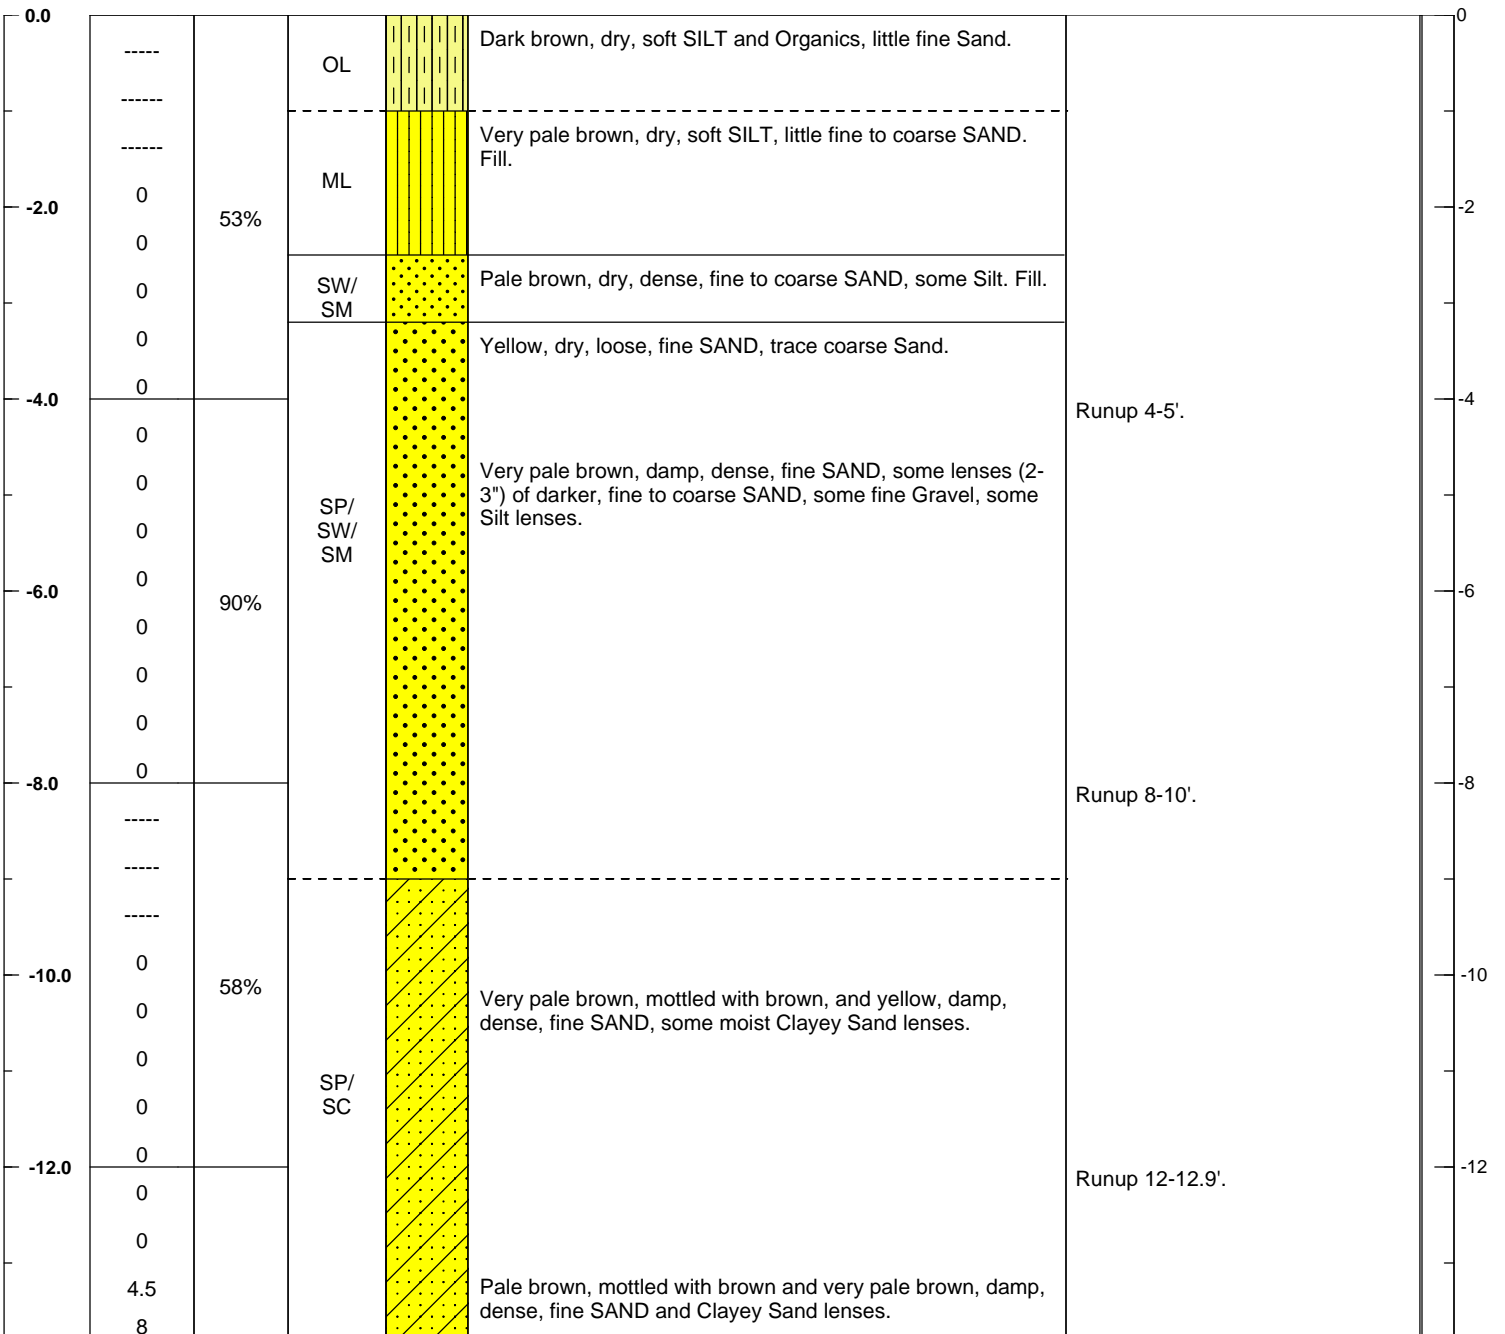 0.0
0
-----
Dark brown, dry, soft SILT and Organics, little fine Sand.
OL
------
Very pale brown, dry, soft SILT, little fine to coarse SAND.
Fill.
------
ML
0
-2.0
53%
-2
0
Pale brown, dry, dense, fine to coarse SAND, some Silt. Fill.
0
SW/
SM
0
Yellow, dry, loose, fine SAND, trace coarse Sand.
0
-4.0
Runup 4-5'.
-4
0
Very pale brown, damp, dense, fine SAND, some lenses (2-
3") of darker, fine to coarse SAND, some fine Gravel, some
Silt lenses.
0
SP/
SW/
SM
0
0
-6.0
90%
-6
0
0
0
0
-8.0
Runup 8-10'.
-8
-----
-----
-----
0
-10.0
58%
-10
Very pale brown, mottled with brown, and yellow, damp,
dense, fine SAND, some moist Clayey Sand lenses.
0
0
SP/
SC
0
0
-12.0
Runup 12-12.9'.
-12
0
0
4.5
Pale brown, mottled with brown and very pale brown, damp,
dense, fine SAND and Clayey Sand lenses.
8